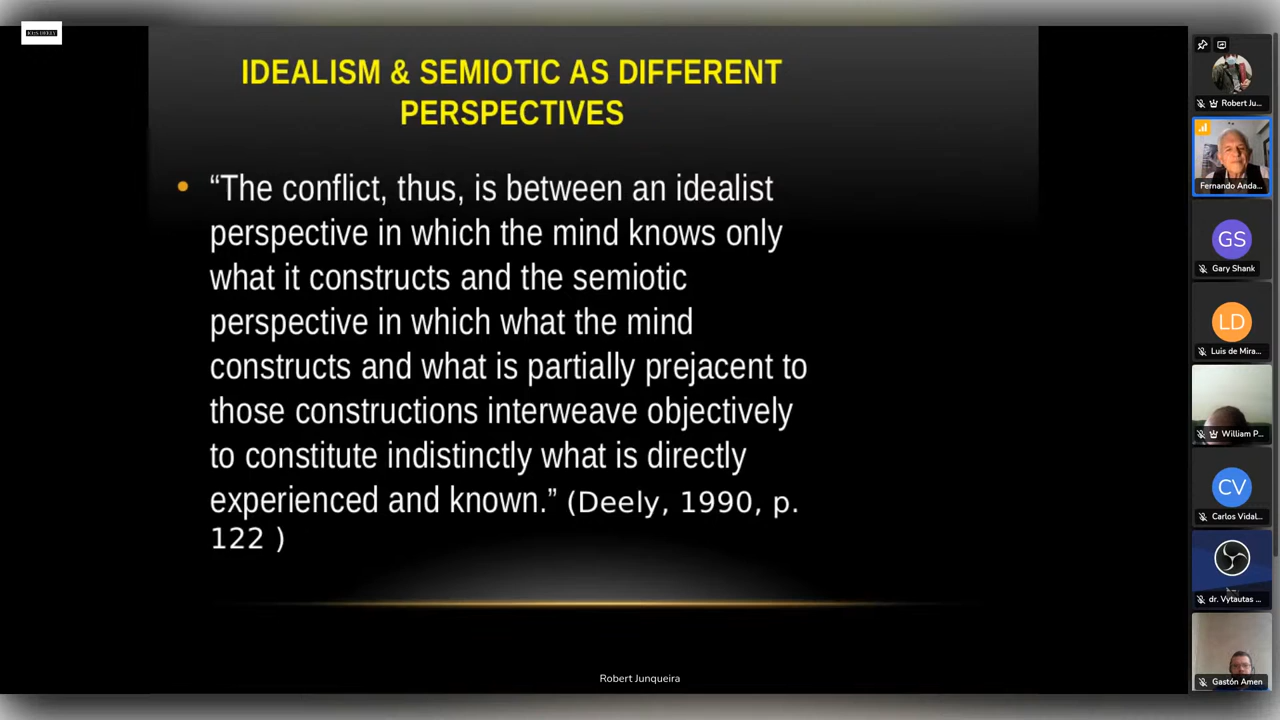 IO2S DEELY
IDEALISM & SEMIOTIC AS DIFFERENT
PERSPECTIVES
“The conflict, thus, is between an idealist
perspective in which the mind knows only
what it constructs and the semiotic
perspective in which what the mind
constructs and what is partially prejacent to
those constructions interweave objectively
to constitute indistinctly what is directly
experienced and known.” (Deely, 1990, p.
122 )
Robert Junqueira
Robert Ju...
Fernando Anda...
GS
Gary Shank
LD
Luis de Mira...
William P...
CV
Carlos Vidal...
dr. Vytautas ...
Gastón Amen